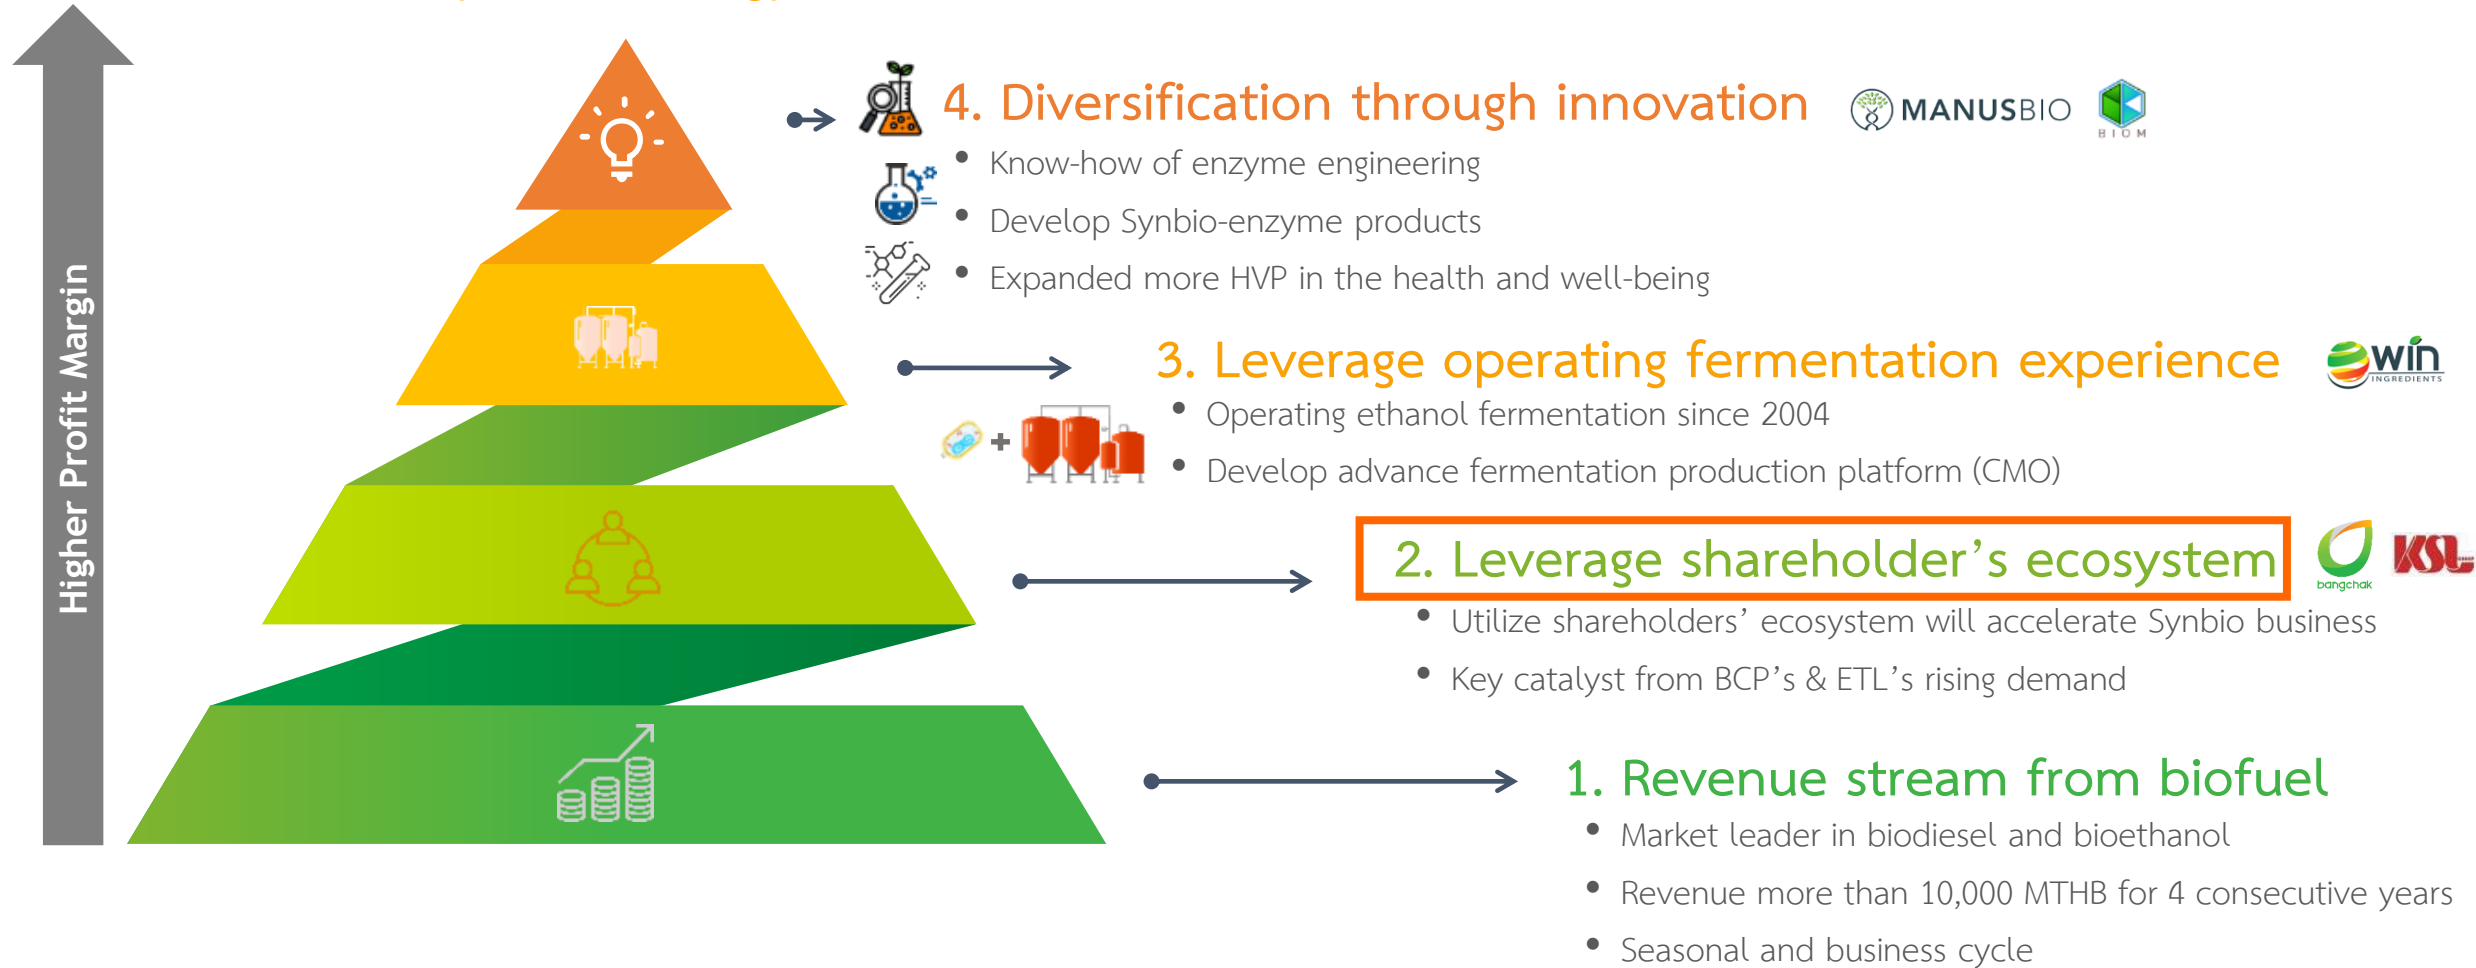 4. Diversification through innovation
MANUSBIO
BIOM
• Know-how of enzyme engineering
• Develop Synbio-enzyme products
• Expanded more HVP in the health and well-being
Higher Profit Margin
3. Leverage operating fermentation experience
win
INGREDIENTS
• Operating ethanol fermentation since 2004
+
• Develop advance fermentation production platform (CMO)
2. Leverage shareholder's ecosystem
bangchak
KSL
• Utilize shareholders' ecosystem will accelerate Synbio business
• Key catalyst from BCP's & ETL's rising demand
1. Revenue stream from biofuel
• Market leader in biodiesel and bioethanol
• Revenue more than 10,000 MTHB for 4 consecutive years
• Seasonal and business cycle